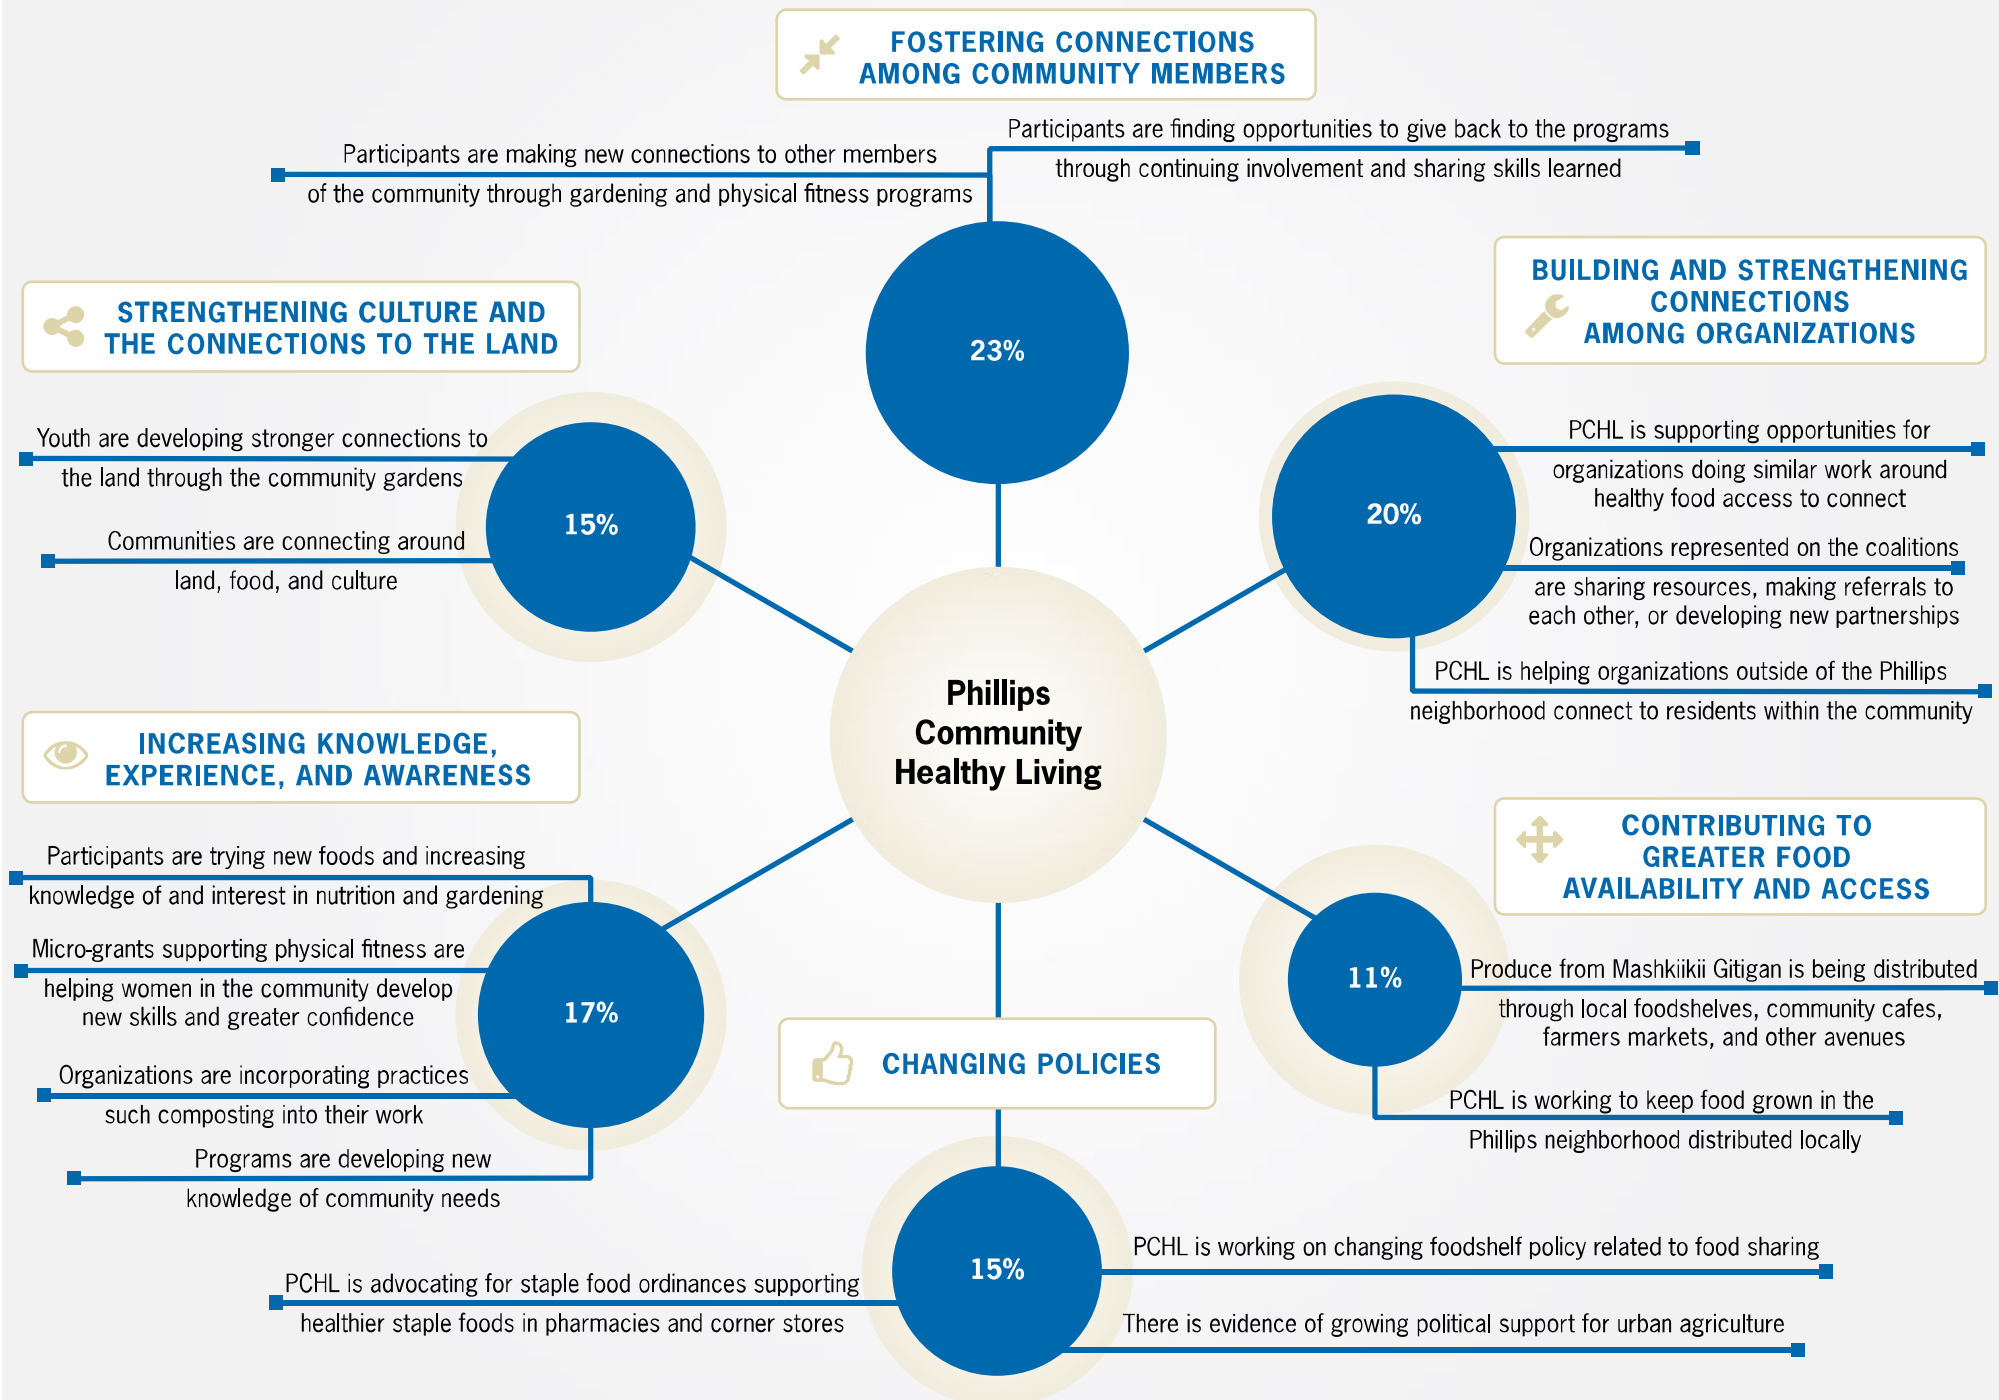 FOSTERING CONNECTIONS
AMONG COMMUNITY MEMBERS
Participants are making new connections to other members
of the community through gardening and physical fitness programs
Participants are finding opportunities to give back to the programs
through continuing involvement and sharing skills learned
23%
STRENGTHENING CULTURE AND
THE CONNECTIONS TO THE LAND
Youth are developing stronger connections to
the land through the community gardens
Communities are connecting around
land, food, and culture
15%
BUILDING AND STRENGTHENING
CONNECTIONS
AMONG ORGANIZATIONS
20%
PCHL is supporting opportunities for
organizations doing similar work around
healthy food access to connect
Organizations represented on the coalitions
are sharing resources, making referrals to
each other, or developing new partnerships
PCHL is helping organizations outside of the Phillips
neighborhood connect to residents within the community
Phillips
Community
Healthy Living
INCREASING KNOWLEDGE,
EXPERIENCE, AND AWARENESS
Participants are trying new foods and increasing
knowledge of and interest in nutrition and gardening
Micro-grants supporting physical fitness are
helping women in the community develop
new skills and greater confidence
Organizations are incorporating practices
such composting into their work
Programs are developing new
knowledge of community needs
17%
CONTRIBUTING TO
GREATER FOOD
AVAILABILITY AND ACCESS
11%
Produce from Mashkiikii Gitigan is being distributed
through local foodshelves, community cafes,
farmers markets, and other avenues
PCHL is working to keep food grown in the
Phillips neighborhood distributed locally
CHANGING POLICIES
15%
PCHL is advocating for staple food ordinances supporting
healthier staple foods in pharmacies and corner stores
PCHL is working on changing foodshelf policy related to food sharing
There is evidence of growing political support for urban agriculture